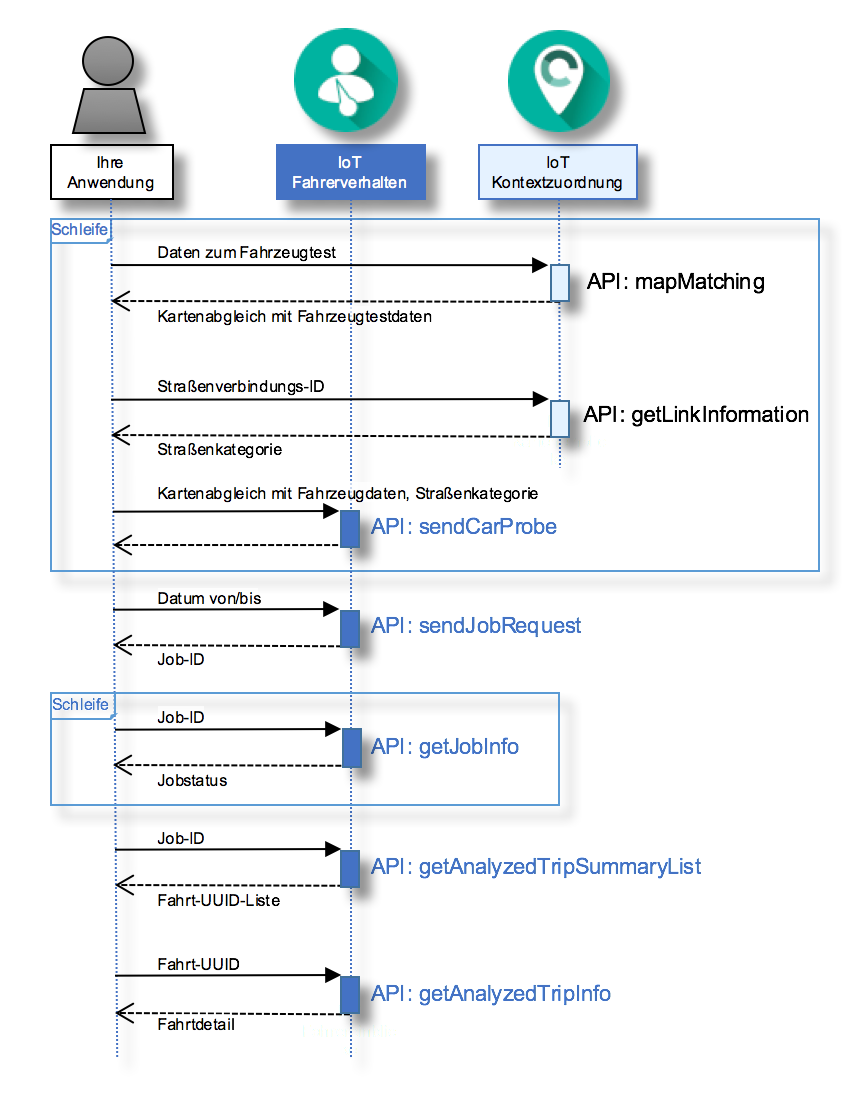 Ihre
Anwendung
IoT
Fahrerverhalten
IoT
Kontextzuordnung
Schleife
Daten zum Fahrzeugtest
API: mapMatching
Kartenabgleich mit Fahrzeugtestdaten
Straßenverbindungs-ID
API: getLinkInformation
Straßenkategorie
Kartenabgleich mit Fahrzeugdaten, Straßenkategorie
API: sendCarProbe
Datum von/bis
API: sendJobRequest
Job-ID
Schleife
Job-ID
API: getJobInfo
Jobstatus
Job-ID
API: getAnalyzedTripSummaryList
Fahrt-UUID-Liste
Fahrt-UUID
API: getAnalyzedTripInfo
Fahrtdetail